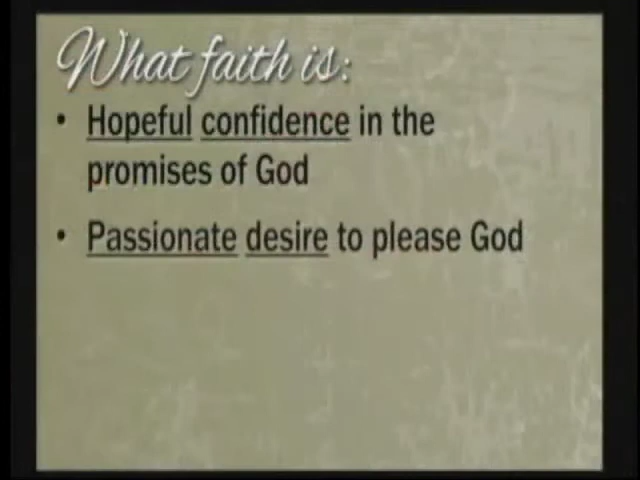 What faith is:
• Hopeful confidence in the
promises of God
• Passionate desire to please God